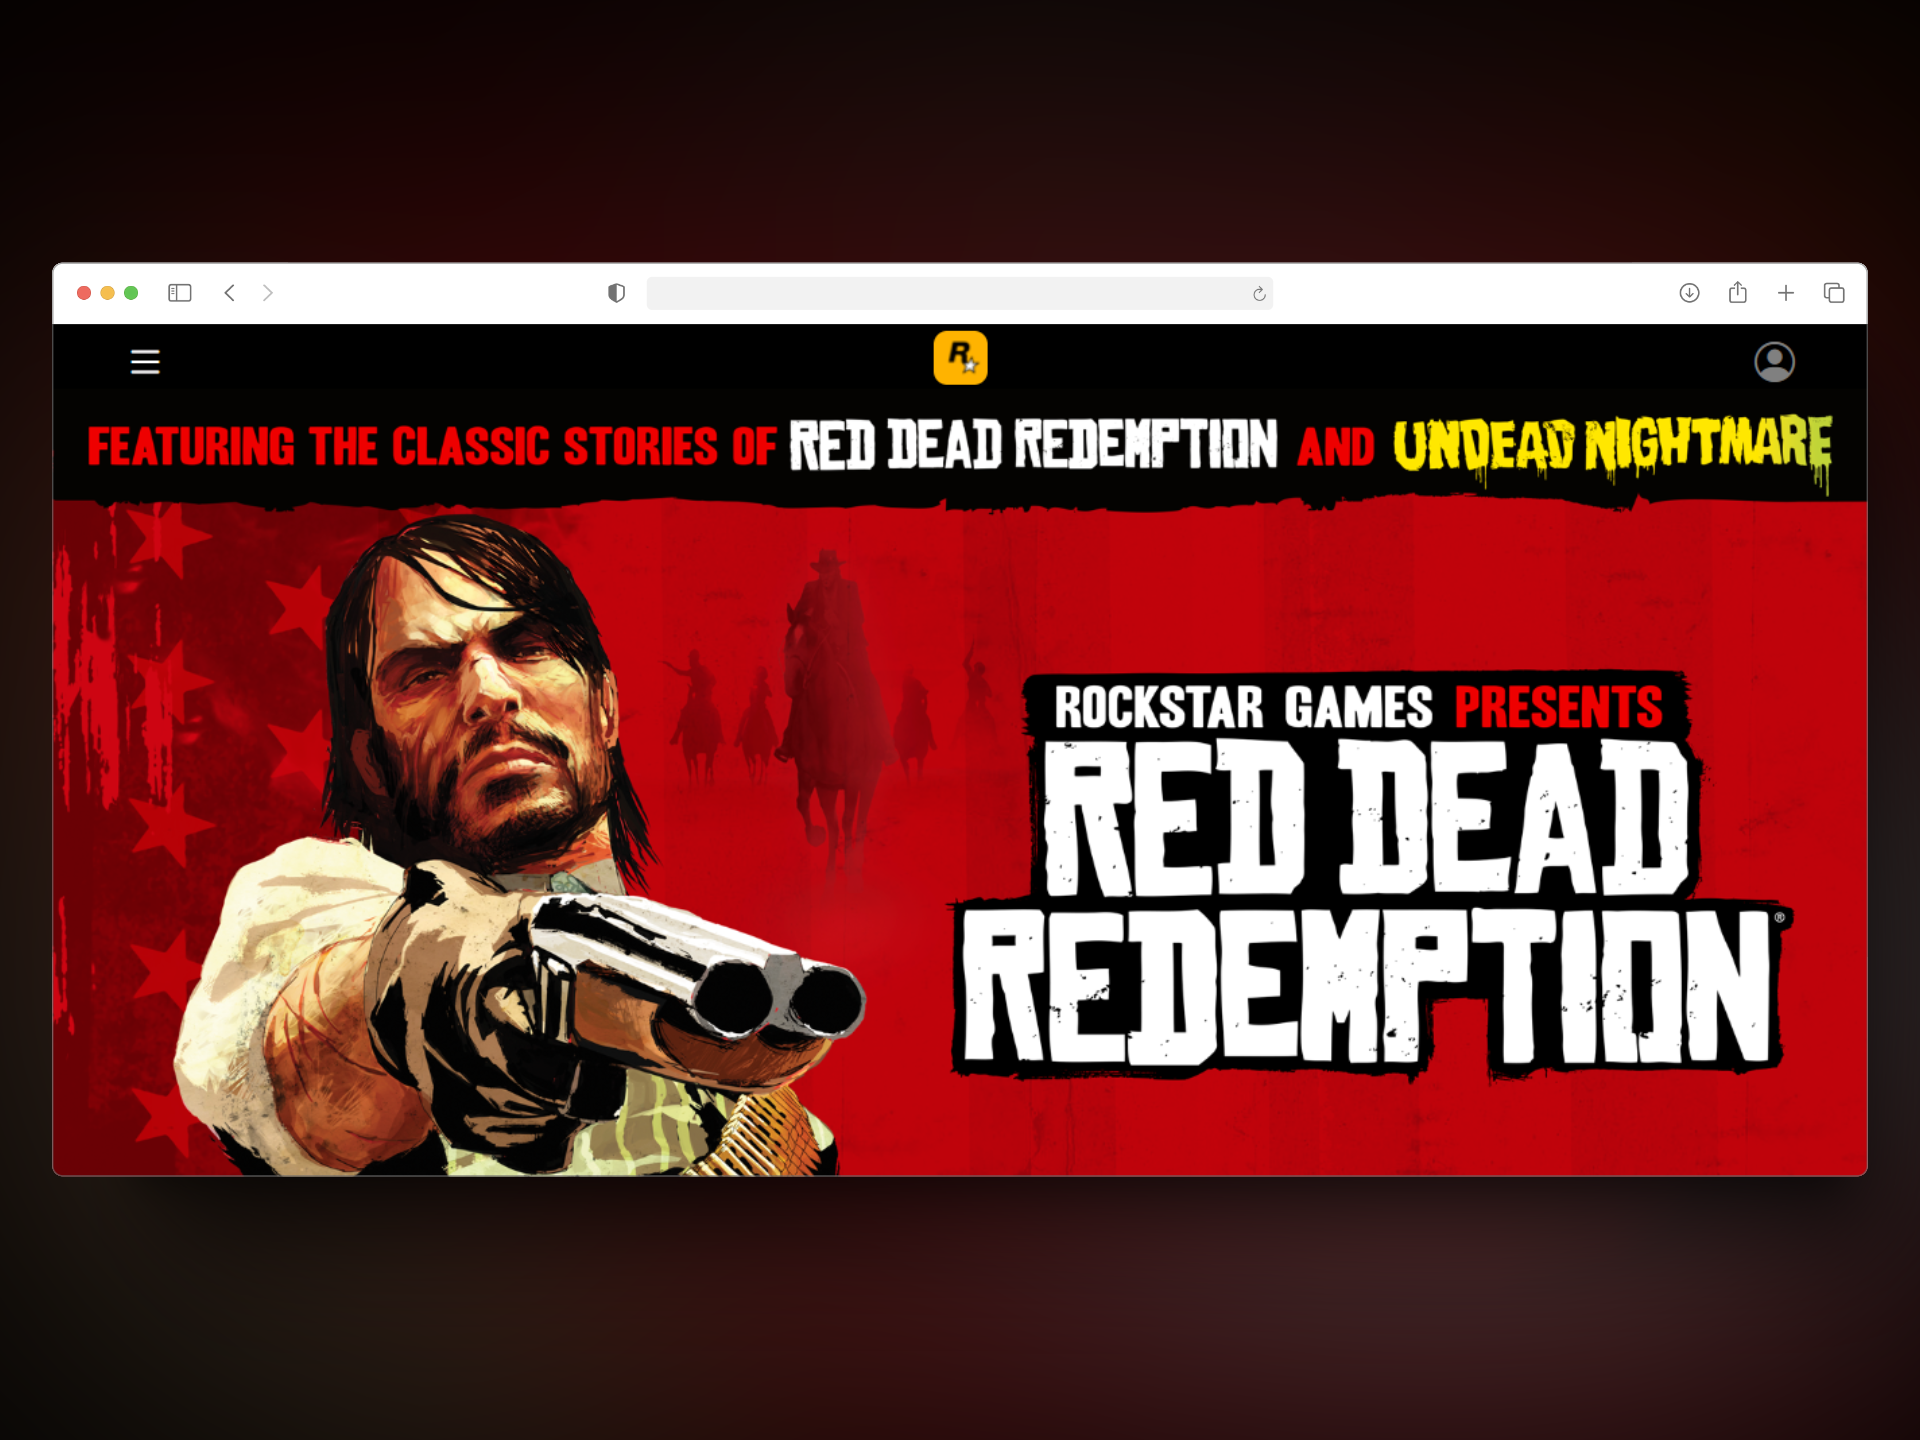 R
FEATURING THE CLASSIC STORIES OF RED DEAD REDEMPTION AND UNDEAD NIGHTMARE
ROCKSTAR GAMES PRESENTS
RED DEAD
REDEMPTION®